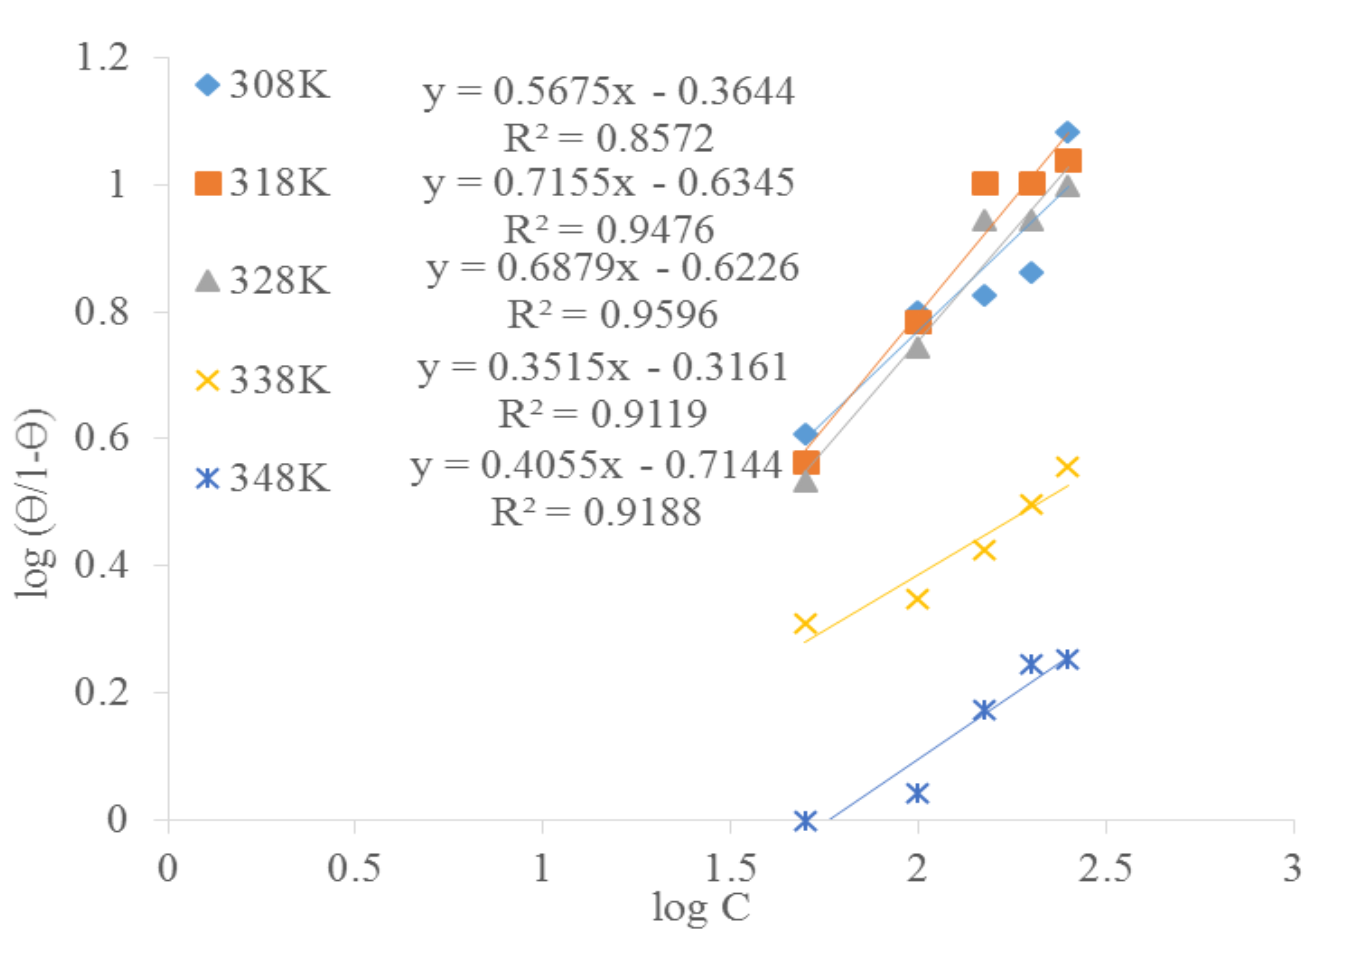 1.2
1
0.8
0.6
0.4
0.2
0
308K
318K
328K
338K
348K
y = 0.5675x - 0.3644
R² = 0.8572
y = 0.7155x - 0.6345
R² = 0.9476
y = 0.6879x - 0.6226
R² = 0.9596
y = 0.3515x - 0.3161
R² = 0.9119
y = 0.4055x - 0.7144
R² = 0.9188
log (Ɵ/1-Ɵ)
0 0.5 1 1.5 2 2.5 3
log C